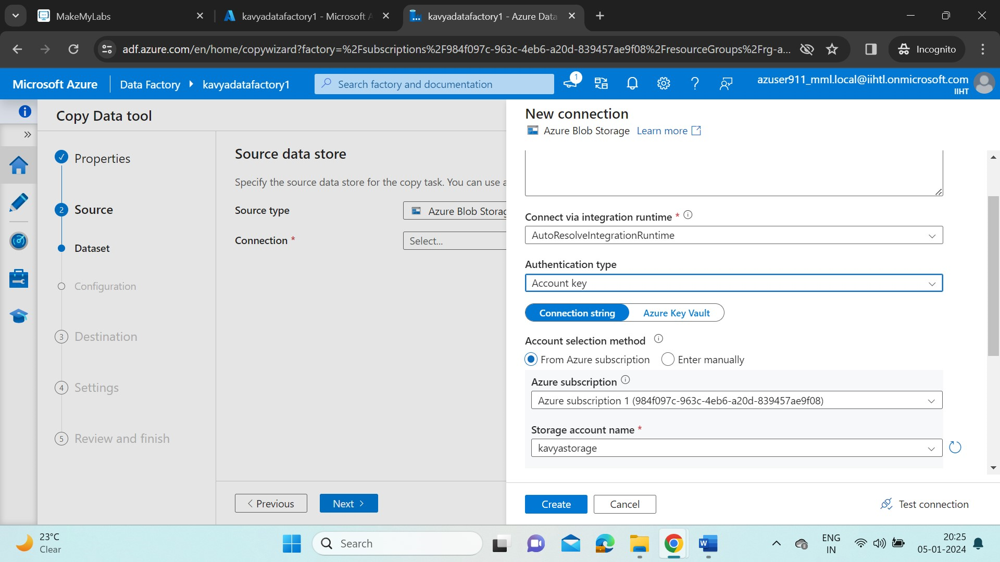 MakeMyLabs
kavyadatafactory1 - Microsoft A
kavyadatafactory1 - Azure Data
adf.azure.com/en/home/copywizard?factory=%2Fsubscriptions%2F984f097c-963c-4eb6-a20d-839457ae9f08%2FresourceGroups%2Frg-a...
Incognito
Microsoft Azure
Data Factory
kavyadatafactory1
Search factory and documentation
1
azuser911_mml.local@iihtl.onmicrosoft.com
IIHT
Copy Data tool
Properties
2 Source
Dataset
Configuration
3 Destination
4 Settings
5 Review and finish
Source data store
Specify the source data store for the copy task. You can use a
Source type
Azure Blob Storag
Connection *
Select...
< Previous
Next >
New connection
Azure Blob Storage Learn more
Connect via integration runtime *
AutoResolveIntegrationRuntime
Authentication type
Account key
Connection string
Azure Key Vault
Account selection method
From Azure subscription
Enter manually
Azure subscription
Azure subscription 1 (984f097c-963c-4eb6-a20d-839457ae9f08)
Storage account name *
kavyastorage
Create
Cancel
Test connection
23°C
Clear
Search
ENG
IN
20:25
05-01-2024